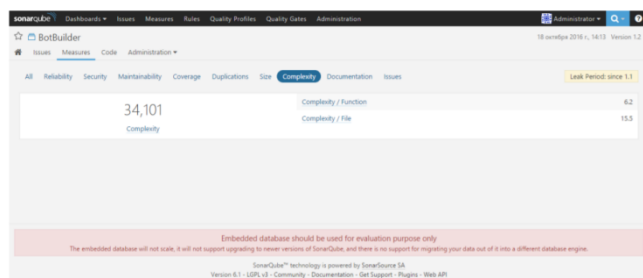 sonarqube Dashboards Issues Measures Rules Quality Profiles Quality Gates Administration Administrator
BotBuilder 18 октября 2016 г., 14:13 Version 1.2
Issues Measures Code Administration
All Reliability Security Maintainability Coverage Duplications Size Complexity Documentation Issues Leak Period: since 1.1
34,101
Complexity
Complexity / Function 6.2
Complexity / File 15.5
Embedded database should be used for evaluation purpose only
The embedded database will not scale, it will not support upgrading to newer versions of SonarQube, and there is no support for migrating your data out of it into a different database engine.
SonarQube™ technology is powered by SonarSource SA
Version 6.1 - LGPL v3 - Community - Documentation - Get Support - Plugins - Web API